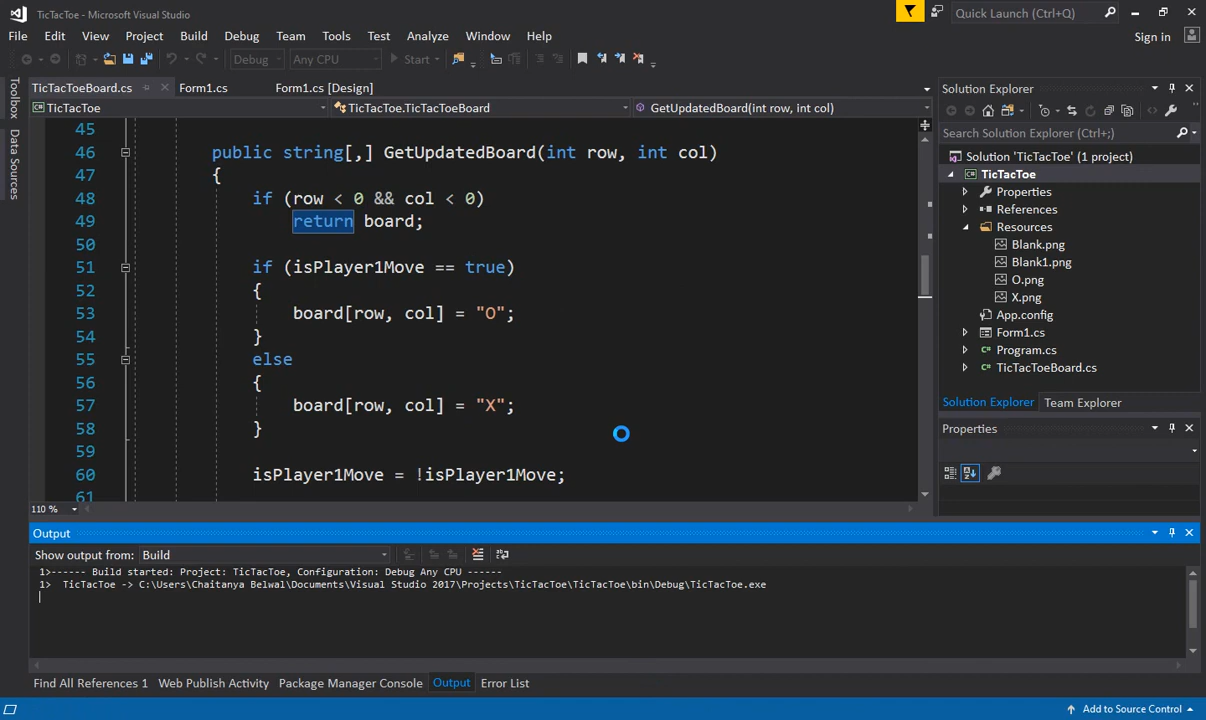 TicTacToe - Microsoft Visual Studio
Quick Launch (Ctrl+Q)
File Edit View Project Build Debug Team Tools Test Analyze Window Help
Sign in
Debug Any CPU Start
Toolbox
Data Sources
TicTacToeBoard.cs Form1.cs Form1.cs [Design]
TicTacToe TicTacToe.TicTacToeBoard GetUpdatedBoard(int row, int col)
45
46 public string[,] GetUpdatedBoard(int row, int col)
47 {
48 if (row < 0 && col < 0)
49 return board;
50
51 if (isPlayer1Move == true)
52 {
53 board[row, col] = "O";
54 }
55 else
56 {
57 board[row, col] = "X";
58 }
59
60 isPlayer1Move = !isPlayer1Move;
61
110 %
Solution Explorer
Search Solution Explorer (Ctrl+;)
Solution 'TicTacToe' (1 project)
TicTacToe
Properties
References
Resources
Blank.png
Blank1.png
O.png
X.png
App.config
Form1.cs
Program.cs
TicTacToeBoard.cs
Solution Explorer Team Explorer
Properties
Output
Show output from: Build
1>------ Build started: Project: TicTacToe, Configuration: Debug Any CPU ------
1> TicTacToe -> C:\Users\Chaitanya Belwal\Documents\Visual Studio 2017\Projects\TicTacToe\TicTacToe\bin\Debug\TicTacToe.exe
Find All References 1 Web Publish Activity Package Manager Console Output Error List
Add to Source Control